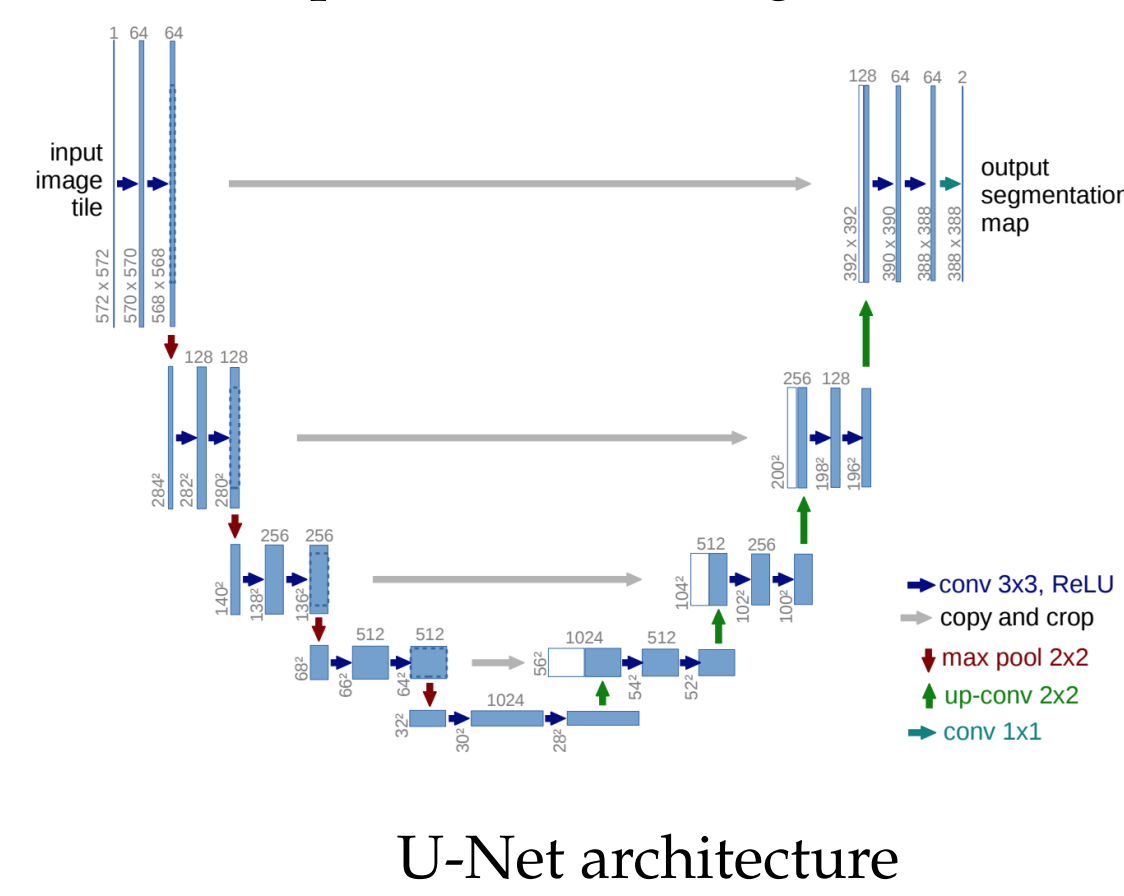 1 64 64
128 64 64 2
input
image
tile
output
segmentation
map
572 x 572
570 x 570
568 x 568
392 x 392
390 x 390
388 x 388
388 x 388
128 128
256 128
284²
282²
280²
200²
198²
196²
256 256
512 256
140²
138²
136²
104²
102²
100²
512 512
1024 512
68²
66²
64²
56²
54²
52²
1024
32²
30²
28²
conv 3x3, ReLU
copy and crop
max pool 2x2
up-conv 2x2
conv 1x1
U-Net architecture